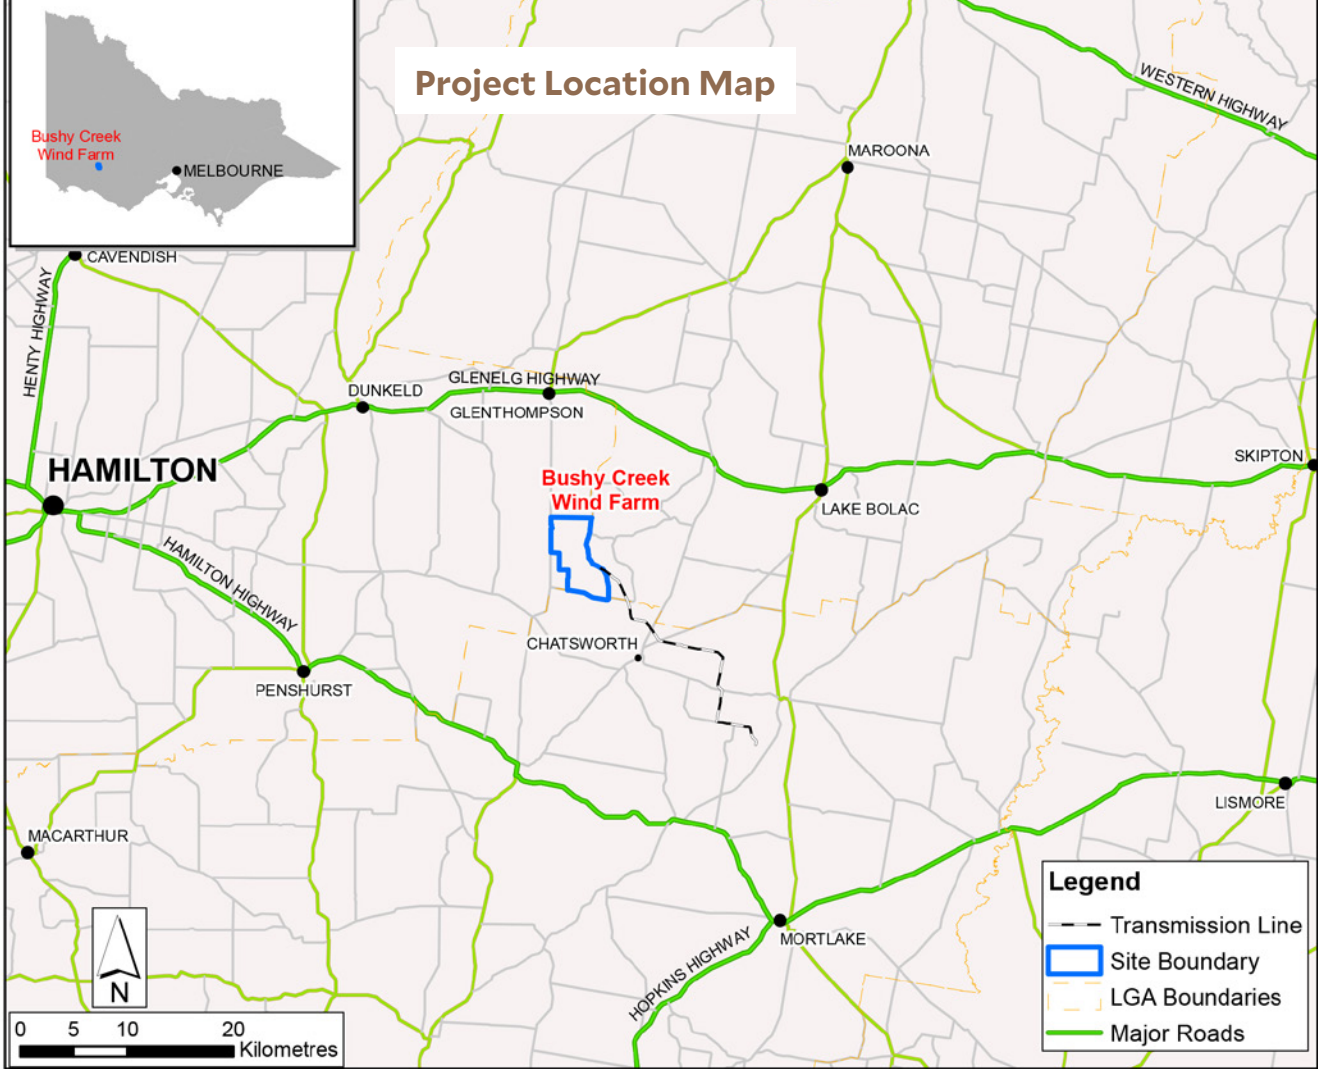 Project Location Map
Bushy Creek
Wind Farm
MELBOURNE
WESTERN HIGHWAY
MAROONA
CAVENDISH
HENTY HIGHWAY
DUNKELD
GLENELG HIGHWAY
GLENTHOMPSON
HAMILTON
Bushy Creek
Wind Farm
SKIPTON
LAKE BOLAC
HAMILTON HIGHWAY
CHATSWORTH
PENSHURST
LISMORE
MACARTHUR
MORTLAKE
HOPKINS HIGHWAY
N
0 5 10 20
Kilometres
Legend
Transmission Line
Site Boundary
LGA Boundaries
Major Roads